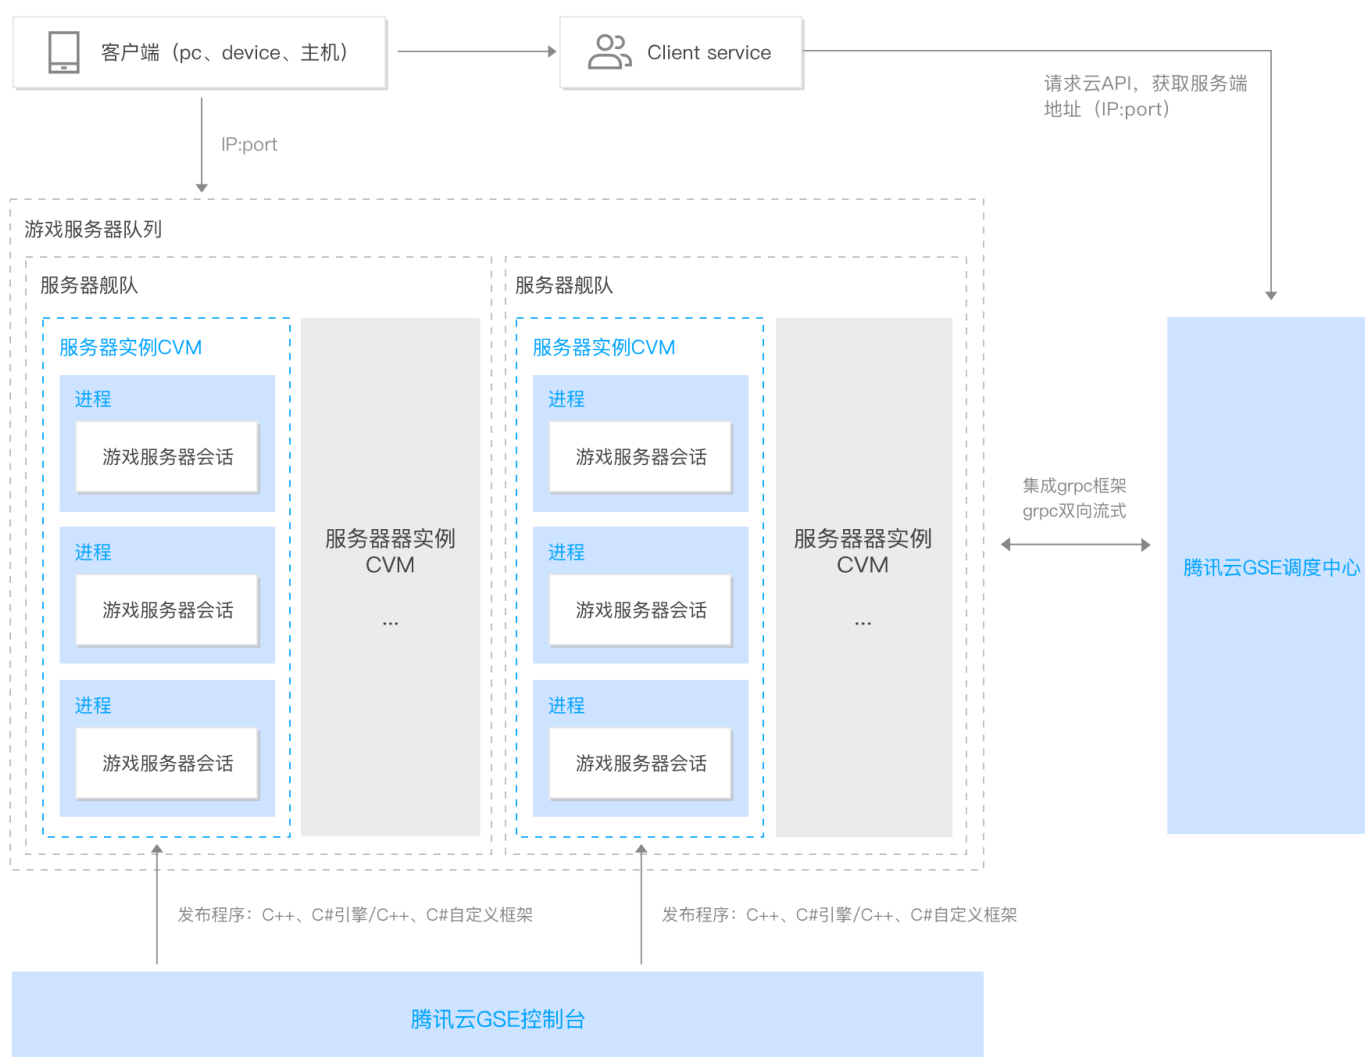 客户端（pc、device、主机）
Client service
请求云API，获取服务端
地址（IP:port）
IP:port
游戏服务器队列
服务器舰队
服务器实例CVM
进程
游戏服务器会话
进程
游戏服务器会话
进程
游戏服务器会话
服务器器实例
CVM
...
服务器舰队
服务器实例CVM
进程
游戏服务器会话
进程
游戏服务器会话
进程
游戏服务器会话
服务器器实例
CVM
...
集成grpc框架
grpc双向流式
腾讯云GSE调度中心
发布程序：C++、C#引擎/C++、C#自定义框架
发布程序：C++、C#引擎/C++、C#自定义框架
腾讯云GSE控制台